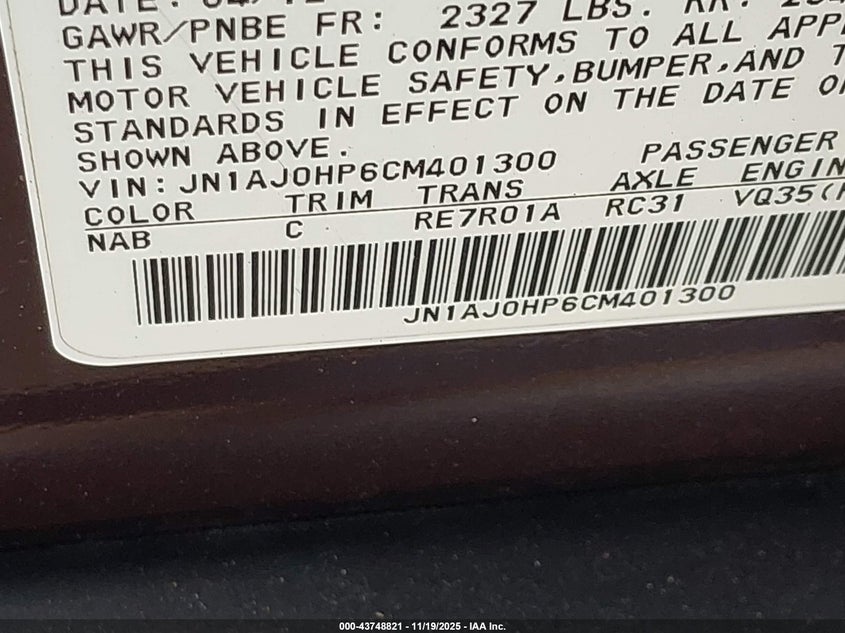 DATE:
GAWR/PNBE FR: 2327 LBS. RR:
THIS VEHICLE CONFORMS TO ALL
MOTOR VEHICLE SAFETY,BUMPER,AND
STANDARDS IN EFFECT ON THE DATE
SHOWN ABOVE.
VIN:JN1AJ0HP6CM401300 PASSENGER
COLOR TRIM TRANS AXLE ENGIN
NAB C RE7R01A RC31 VQ35(
JN1AJ0HP6CM401300
000-43748821 - 11/19/2025 - IAA Inc.